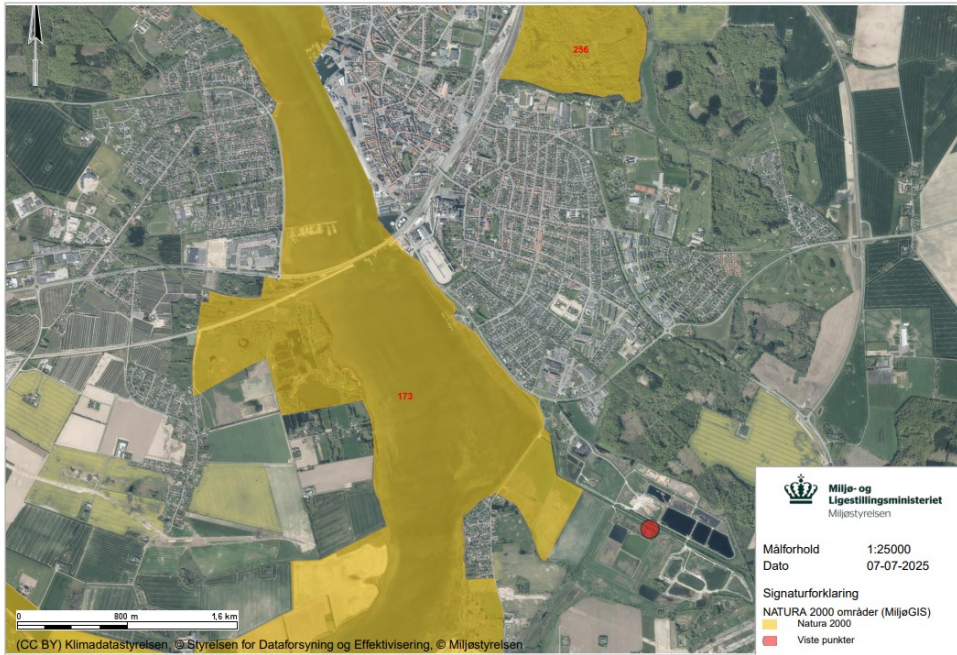 256
173
Miljø- og
Ligestillingsministeriet
Miljøstyrelsen
Målforhold 1:25000
Dato 07-07-2025
Signaturforklaring
NATURA 2000 områder (MiljøGIS)
Natura 2000
Viste punkter
0 800 m 1,6 km
(CC BY) Klimadatastyrelsen, © Styrelsen for Dataforsyning og Effektivisering, © Miljøstyrelsen